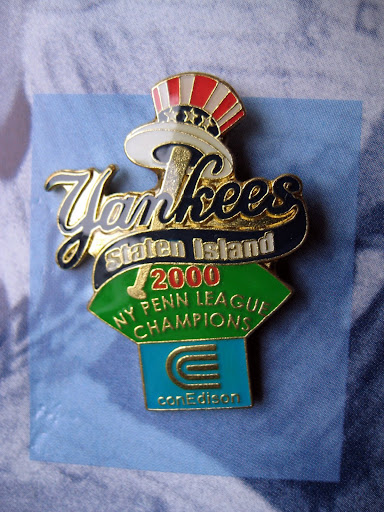 Yankees
Staten Island
2000
NY PENN LEAGUE
CHAMPIONS
conEdison